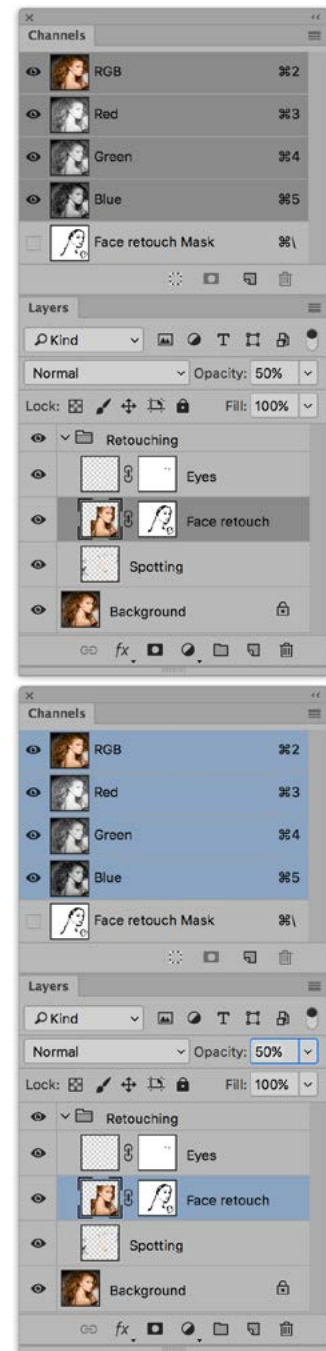 Channels
RGB ⌘2
Red ⌘3
Green ⌘4
Blue ⌘5
Face retouch Mask ⌘\
Layers
Kind T
Normal Opacity: 50%
Lock: Fill: 100%
Retouching
Eyes
Face retouch
Spotting
Background
fx
Channels
RGB ⌘2
Red ⌘3
Green ⌘4
Blue ⌘5
Face retouch Mask ⌘\
Layers
Kind T
Normal Opacity: 50%
Lock: Fill: 100%
Retouching
Eyes
Face retouch
Spotting
Background
fx